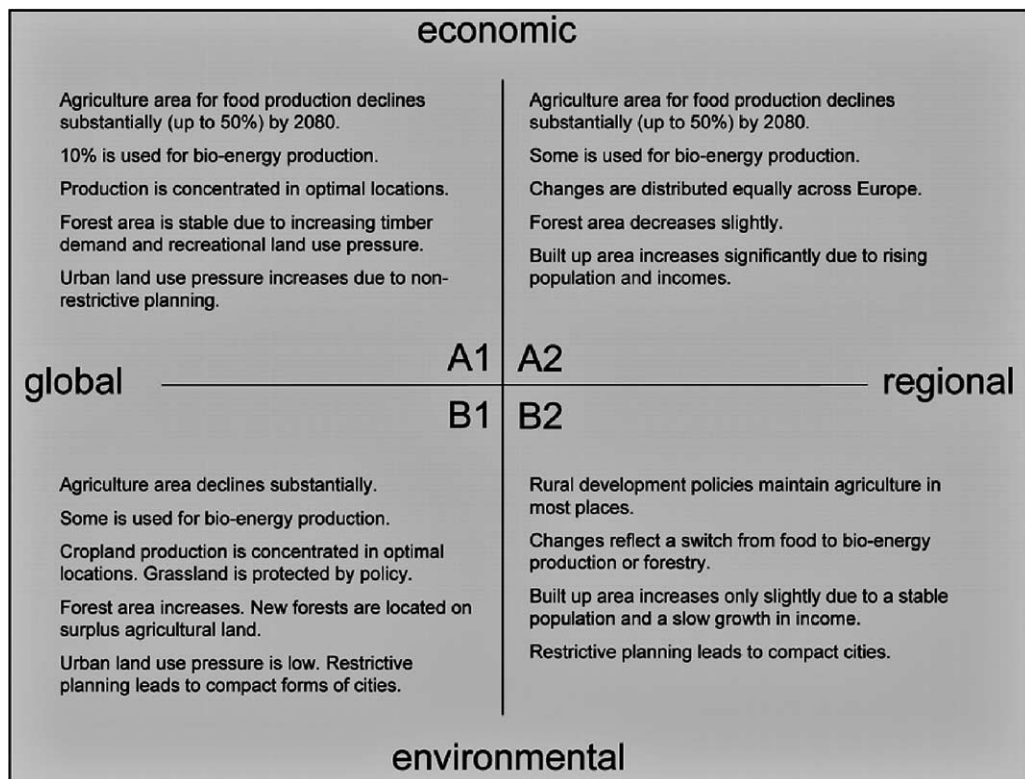 economic
Agriculture area for food production declines
substantially (up to 50%) by 2080.
10% is used for bio-energy production.
Production is concentrated in optimal locations.
Forest area is stable due to increasing timber
demand and recreational land use pressure.
Urban land use pressure increases due to non-
restrictive planning.
Agriculture area for food production declines
substantially (up to 50%) by 2080.
Some is used for bio-energy production.
Changes are distributed equally across Europe.
Forest area decreases slightly.
Built up area increases significantly due to rising
population and incomes.
A1
A2
global
regional
B1
B2
Agriculture area declines substantially.
Some is used for bio-energy production.
Cropland production is concentrated in optimal
locations. Grassland is protected by policy.
Forest area increases. New forests are located on
surplus agricultural land.
Urban land use pressure is low. Restrictive
planning leads to compact forms of cities.
Rural development policies maintain agriculture in
most places.
Changes reflect a switch from food to bio-energy
production or forestry.
Built up area increases only slightly due to a stable
population and a slow growth in income.
Restrictive planning leads to compact cities.
environmental